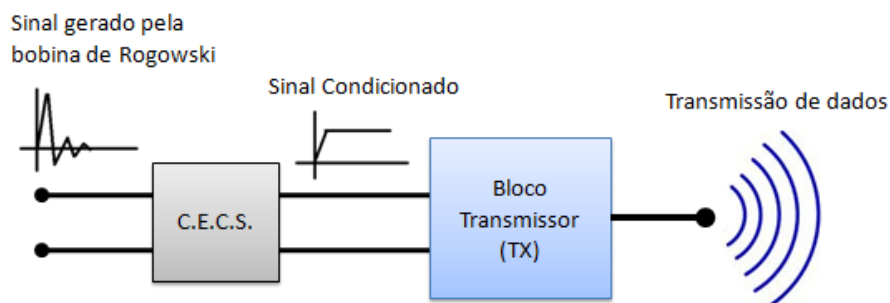 Sinal gerado pela
bobina de Rogowski
Sinal Condicionado
Transmissão de dados
C.E.C.S.
Bloco
Transmissor
(TX)